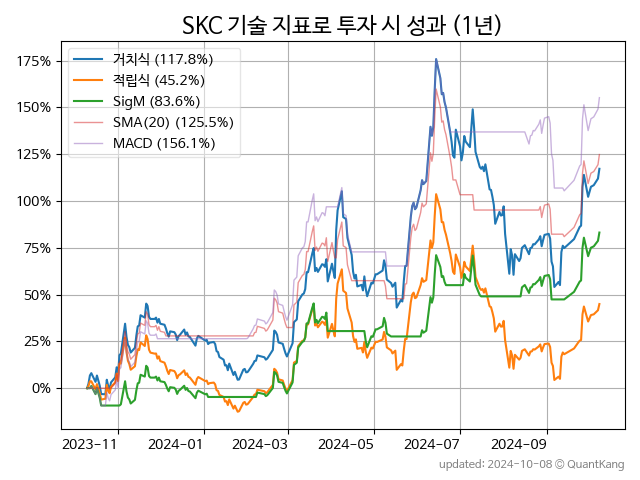 SKC 기술 지표로 투자 시 성과 (1년)
175%
150%
125%
100%
75%
50%
25%
0%
거치식 (117.8%)
적립식 (45.2%)
SigM (83.6%)
SMA(20) (125.5%)
MACD (156.1%)
2023-11
2024-01
2024-03
2024-05
2024-07
2024-09
updated: 2024-10-08 © QuantKang